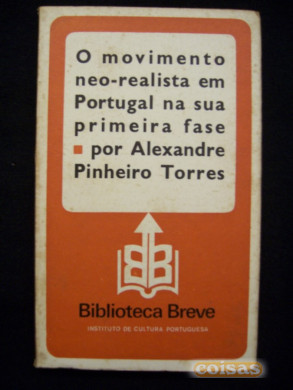 O movimento
neo-realista em
Portugal na sua
primeira fase
por Alexandre
Pinheiro Torres
BB
Biblioteca Breve
INSTITUTO DE CULTURA PORTUGUESA
coisas